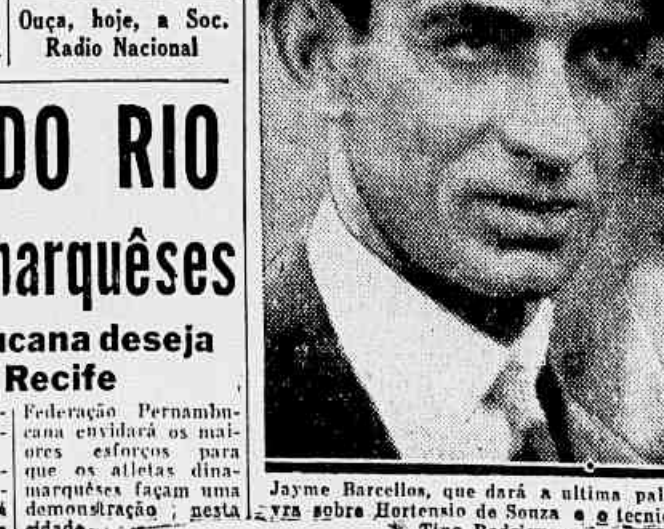 Ouça, hoje, a Soc.
Radio Nacional
DO RIO
narquêses
ucana deseja
Recife
Federação Pernambu-
cana envidará os mai-
ores esforços para
que os atletas dina-
marquêses façam uma
demonstração nesta
cidade
Jayme Barcellos, que dará a ultima pal
vra sobre Hortensio de Souza e o tecni